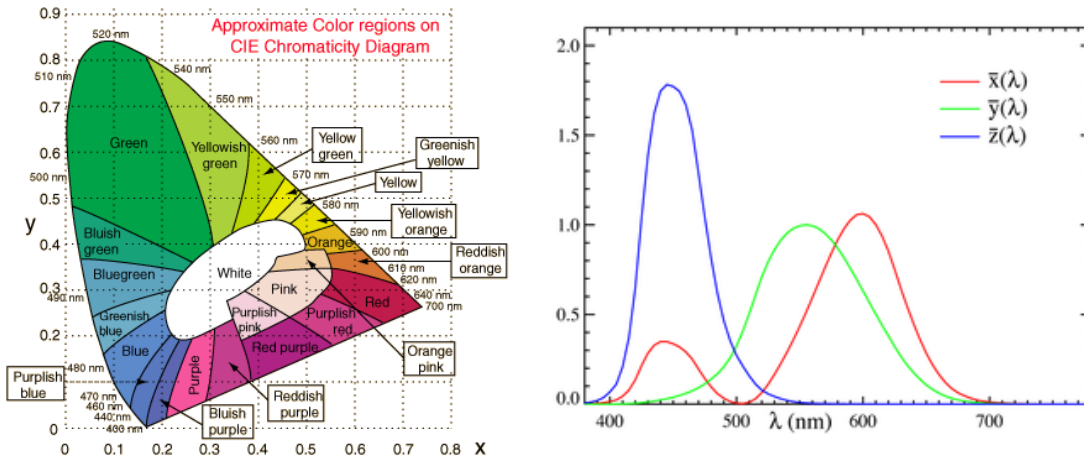 Approximate Color regions on
CIE Chromaticity Diagram
0.9
0.8
0.7
0.6
0.5
0.4
0.3
0.2
0
y
0
0.1
0.2
0.3
0.4
0.5
0.6
0.7
0.8
x
520 nm
510 nm
540 nm
550 nm
560 nm
570 nm
500 nm
580 nm
590 nm
600 nm
610 nm
620 nm
640 nm
700 nm
490 nm
480 nm
470 nm
460 nm
440 nm
400 nm
Green
Yellowish
green
Yellow
green
Greenish
yellow
Yellow
Yellowish
orange
Orange
Reddish
orange
Bluish
green
Bluegreen
White
Greenish
blue
Pink
Red
Purplish
pink
Purplish
red
Blue
Purple
Red purple
Orange
pink
Purplish
blue
Reddish
purple
Bluish
purple
2.0
1.5
1.0
0.5
0.0
400
500
600
700
λ (nm)
x̄(λ)
ȳ(λ)
z̄(λ)